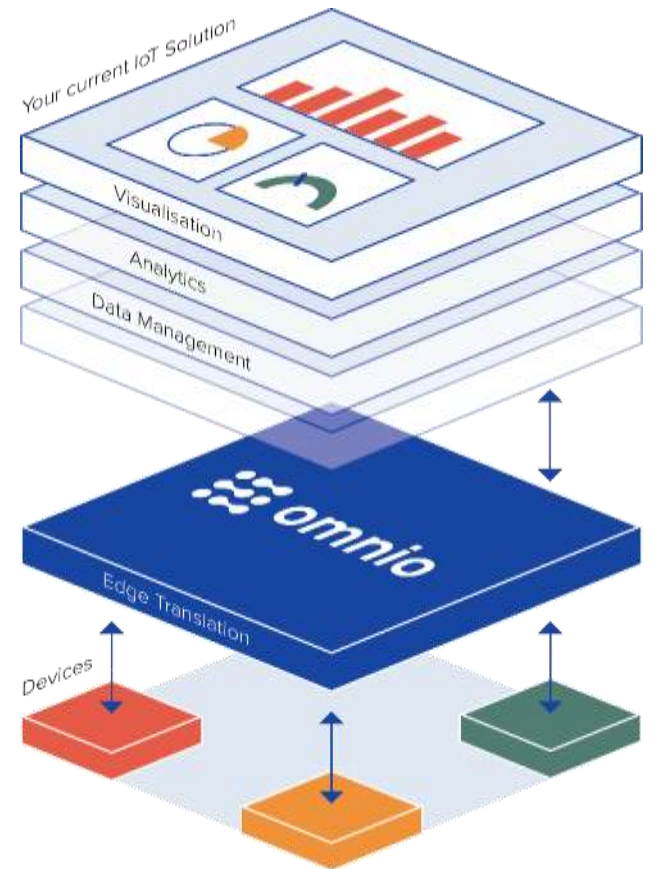 Your current IoT Solution
Visualisation
Analytics
Data Management
omnio
Edge Translation
Devices